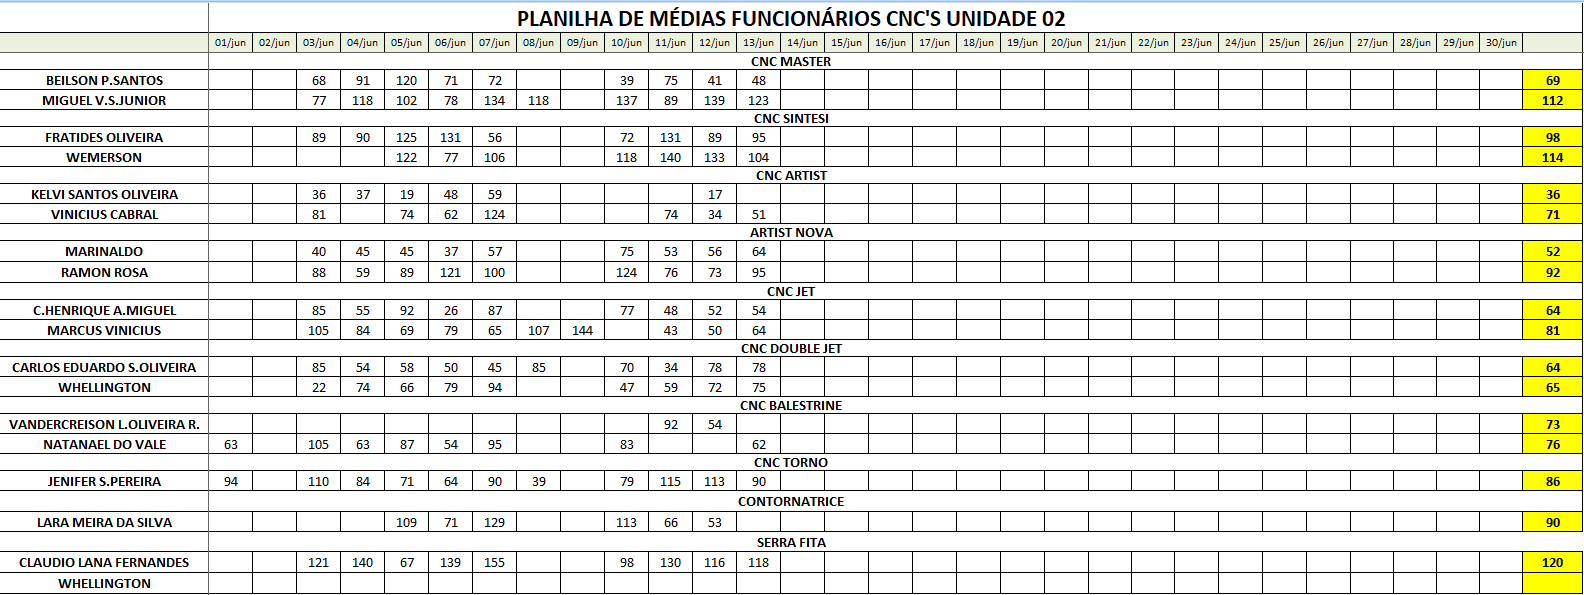 PLANILHA DE MÉDIAS FUNCIONÁRIOS CNC'S UNIDADE 02
01/jun 02/jun 03/jun 04/jun 05/jun 06/jun 07/jun 08/jun 09/jun 10/jun 11/jun 12/jun 13/jun 14/jun 15/jun 16/jun 17/jun 18/jun 19/jun 20/jun 21/jun 22/jun 23/jun 24/jun 25/jun 26/jun 27/jun 28/jun 29/jun 30/jun
CNC MASTER
BEILSON P.SANTOS 68 91 120 71 72 39 75 41 48 69
MIGUEL V.S.JUNIOR 77 118 102 78 134 118 137 89 139 123 112
CNC SINTESI
FRATIDES OLIVEIRA 89 90 125 131 56 72 131 89 95 98
WEMERSON 122 77 106 118 140 133 104 114
CNC ARTIST
KELVI SANTOS OLIVEIRA 36 37 19 48 59 17 36
VINICIUS CABRAL 81 74 62 124 74 34 51 71
ARTIST NOVA
MARINALDO 40 45 45 37 57 75 53 56 64 52
RAMON ROSA 88 59 89 121 100 124 76 73 95 92
CNC JET
C.HENRIQUE A.MIGUEL 85 55 92 26 87 77 48 52 54 64
MARCUS VINICIUS 105 84 69 79 65 107 144 43 50 64 81
CNC DOUBLE JET
CARLOS EDUARDO S.OLIVEIRA 85 54 58 50 45 85 70 34 78 78 64
WHELLINGTON 22 74 66 79 94 47 59 72 75 65
CNC BALESTRINE
VANDERCREISON L.OLIVEIRA R. 92 54 73
NATANAEL DO VALE 63 105 63 87 54 95 83 62 76
CNC TORNO
JENIFER S.PEREIRA 94 110 84 71 64 90 39 79 115 113 90 86
CONTORNATRICE
LARA MEIRA DA SILVA 109 71 129 113 66 53 90
SERRA FITA
CLAUDIO LANA FERNANDES 121 140 67 139 155 98 130 116 118 120
WHELLINGTON